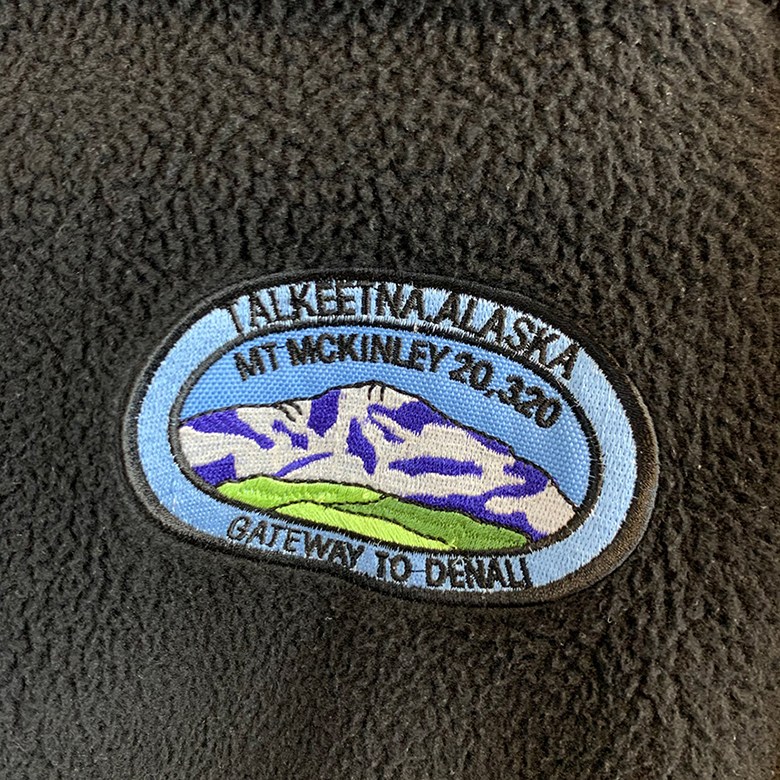 TALKEETNA, ALASKA
MT MCKINLEY 20,320
GATEWAY TO DENALI